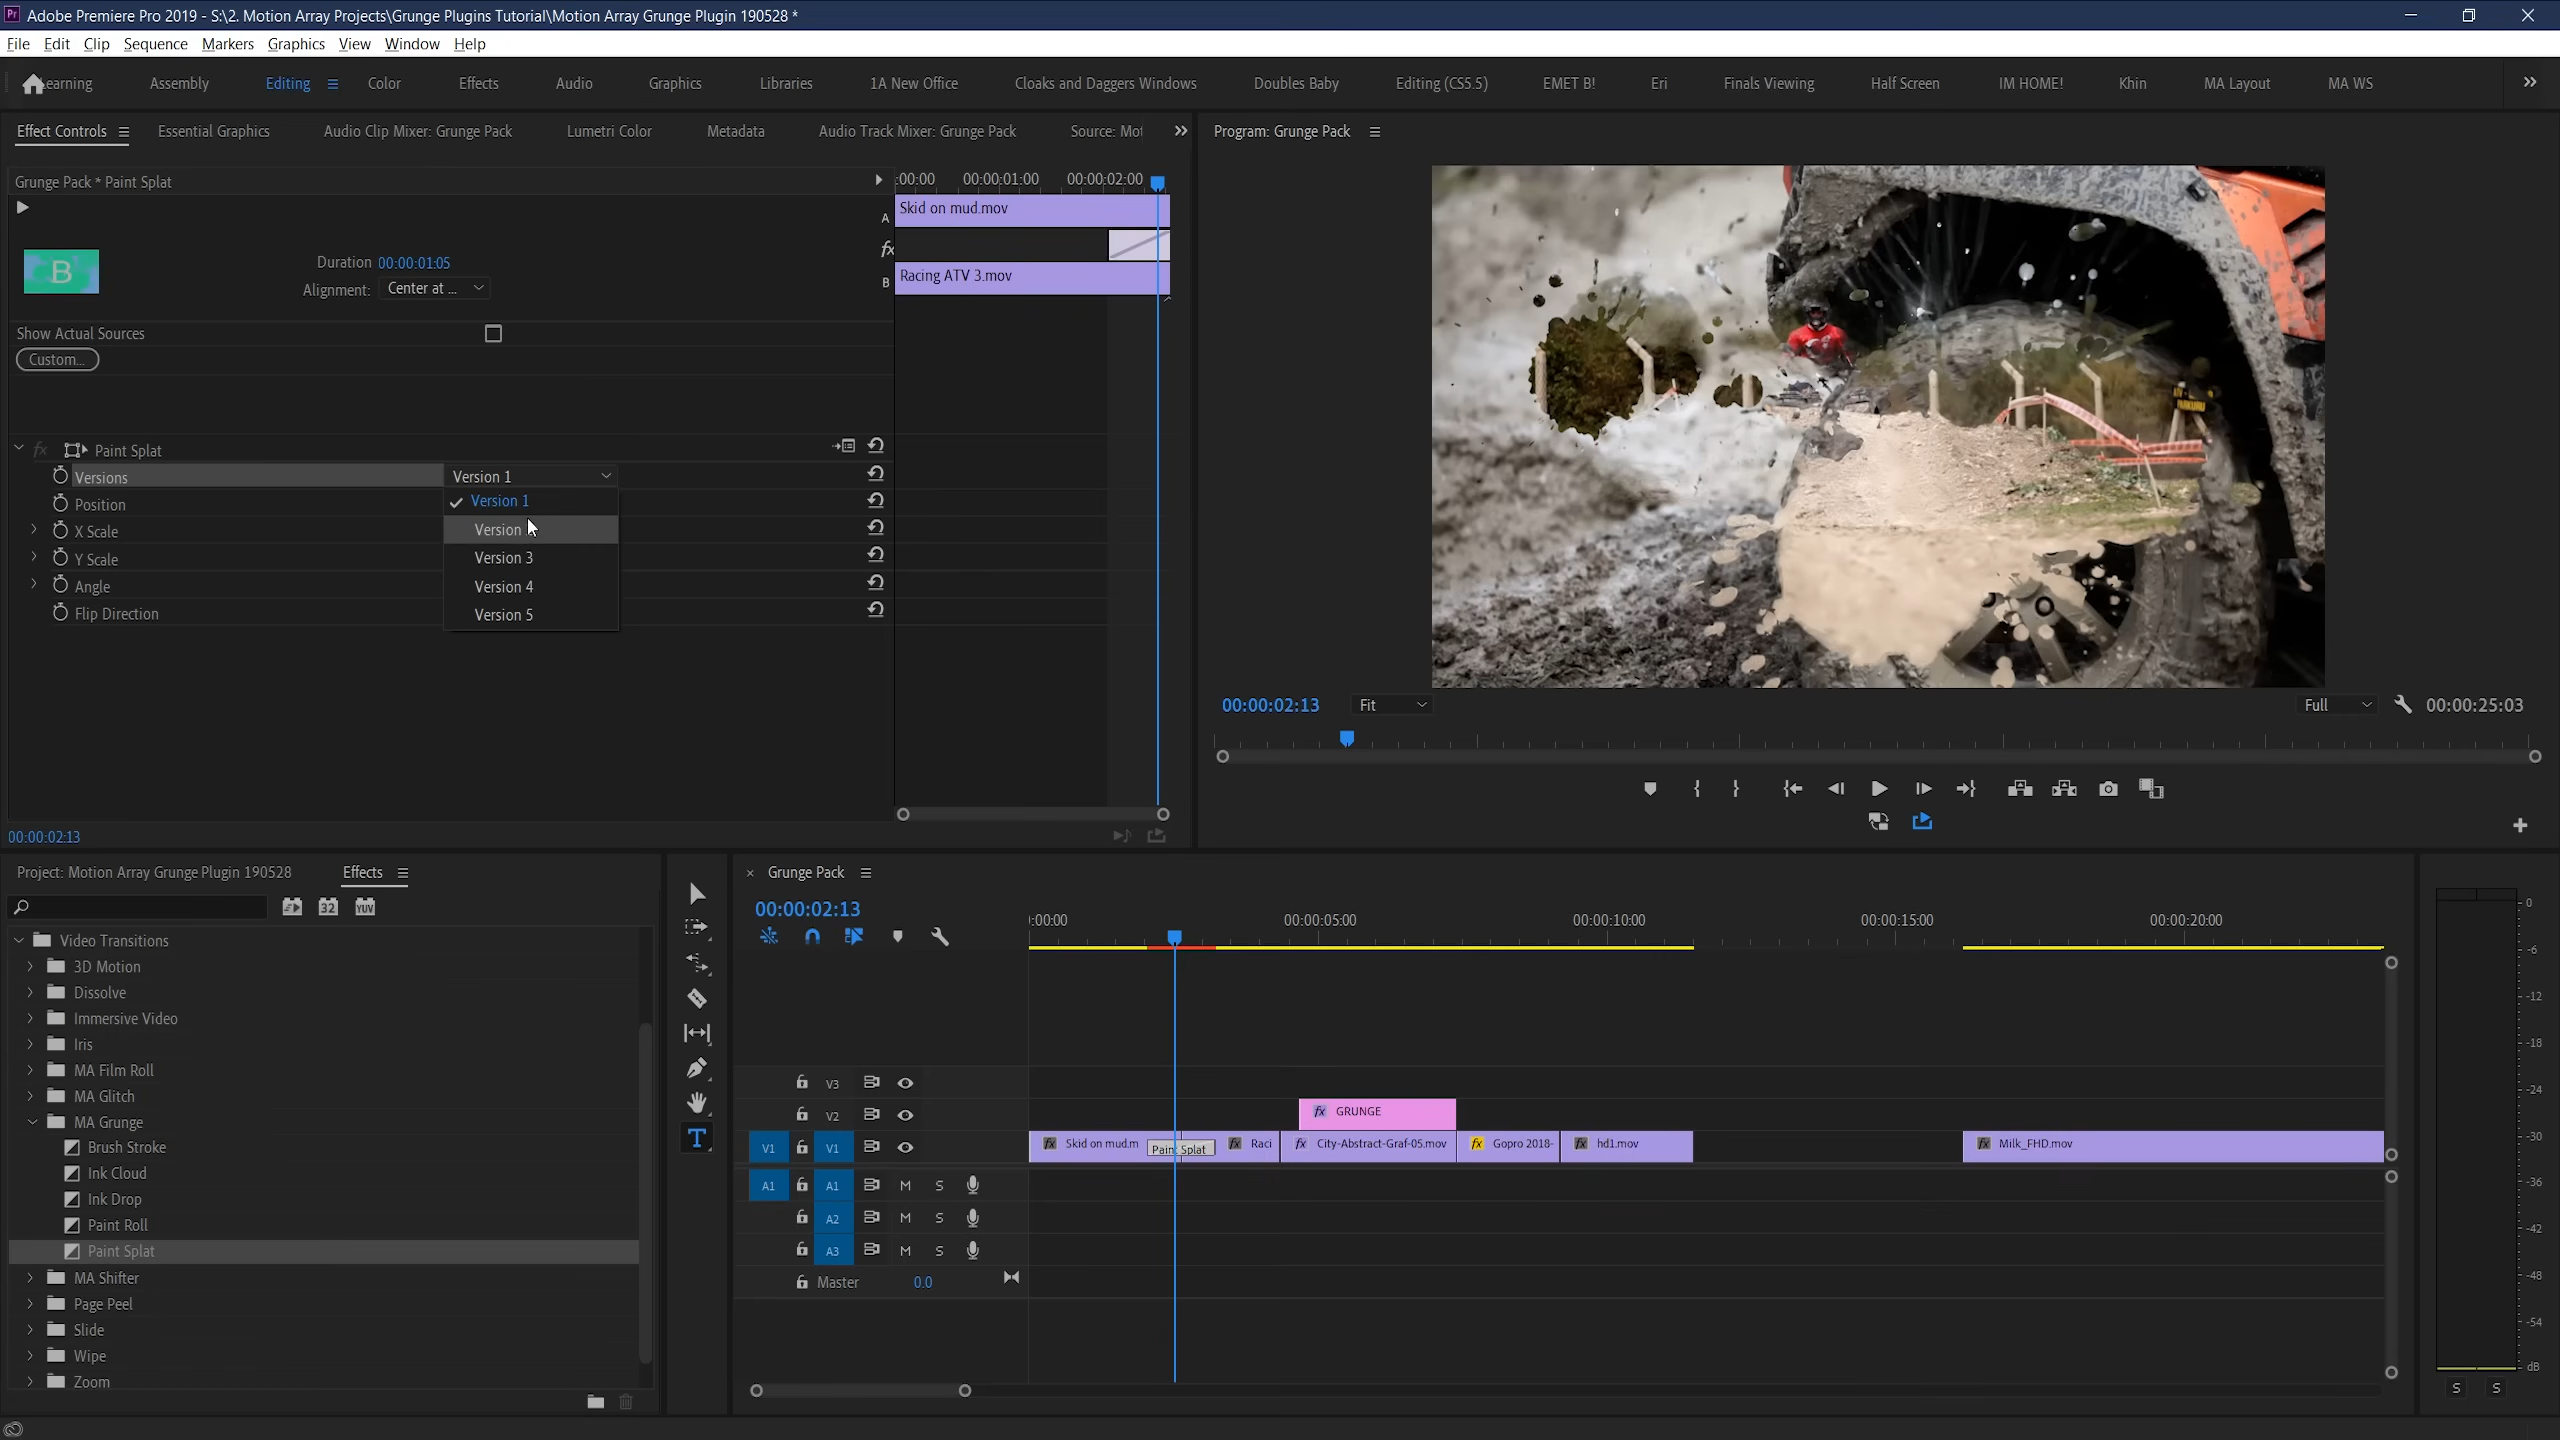 Adobe Premiere Pro 2019 - S:\2. Motion Array Projects\Grunge Plugins Tutorial\Motion Array Grunge Plugin 190528 *
File Edit Clip Sequence Markers Graphics View Window Help
earning Assembly Editing Color Effects Audio Graphics Libraries 1A New Office Cloaks and Daggers Windows Doubles Baby Editing (CS5.5) EMET B! Eri Finals Viewing Half Screen IM HOME! Khin MA Layout MA WS
Effect Controls Essential Graphics Audio Clip Mixer: Grunge Pack Lumetri Color Metadata Audio Track Mixer: Grunge Pack Source: Mo
Program: Grunge Pack
Grunge Pack * Paint Splat
:00:00 00:00:01:00 00:00:02:00
A Skid on mud.mov
fx
B Racing ATV 3.mov
B
Duration 00:00:01:05
Alignment: Center at ...
Show Actual Sources
Custom...
fx Paint Splat
Versions Version 1
Version 1
Version
Version 3
Version 4
Version 5
Position
X Scale
Y Scale
Angle
Flip Direction
00:00:02:13
00:00:02:13 Fit Full 00:00:25:03
Project: Motion Array Grunge Plugin 190528 Effects
32 YUV
Video Transitions
3D Motion
Dissolve
Immersive Video
Iris
MA Film Roll
MA Glitch
MA Grunge
Brush Stroke
Ink Cloud
Ink Drop
Paint Roll
Paint Splat
MA Shifter
Page Peel
Slide
Wipe
Zoom
Grunge Pack
00:00:02:13
:00:00 00:00:05:00 00:00:10:00 00:00:15:00 00:00:20:00
V3
V2 fx GRUNGE
V1 V1 fx Skid on mud.m Paint Splat fx Raci fx City-Abstract-Graf-05.mov fx Gopro 2018- fx hd1.mov fx Milk_FHD.mov
A1 A1 M S
A2 M S
A3 M S
Master 0.0
0
-6
-12
-18
-24
-30
-36
-42
-48
-54
dB
S S